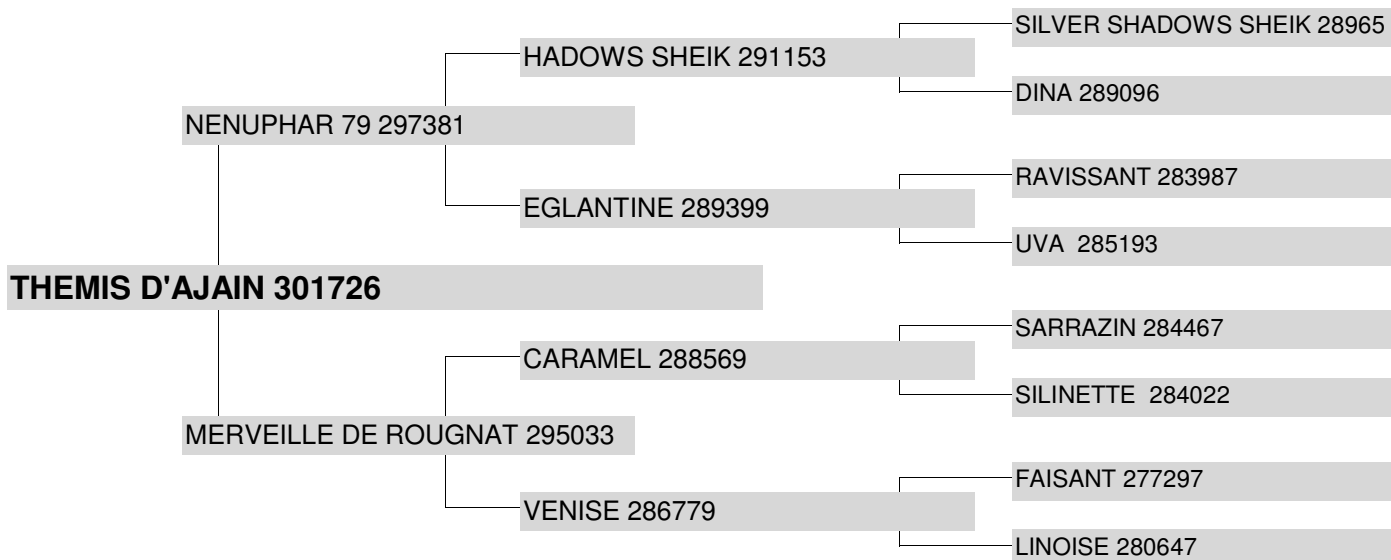 SILVER SHADOWS SHEIK 28965
HADOWS SHEIK 291153
DINA 289096
NENUPHAR 79 297381
RAVISSANT 283987
EGLANTINE 289399
UVA 285193
THEMIS D'AJAIN 301726
SARRAZIN 284467
CARAMEL 288569
SILINETTE 284022
MERVEILLE DE ROUGNAT 295033
FAISANT 277297
VENISE 286779
LINOISE 280647